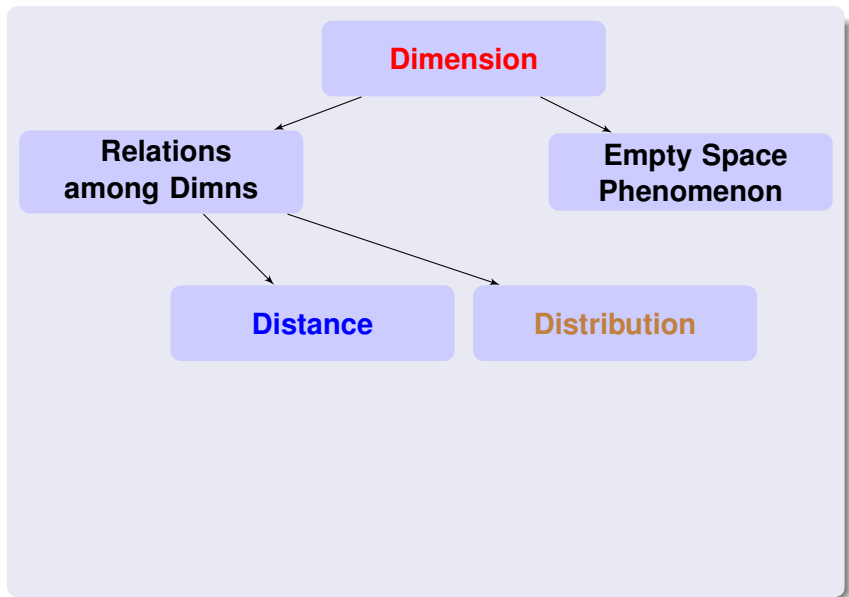 Dimension
Relations
among Dimns
Empty Space
Phenomenon
Distance
Distribution